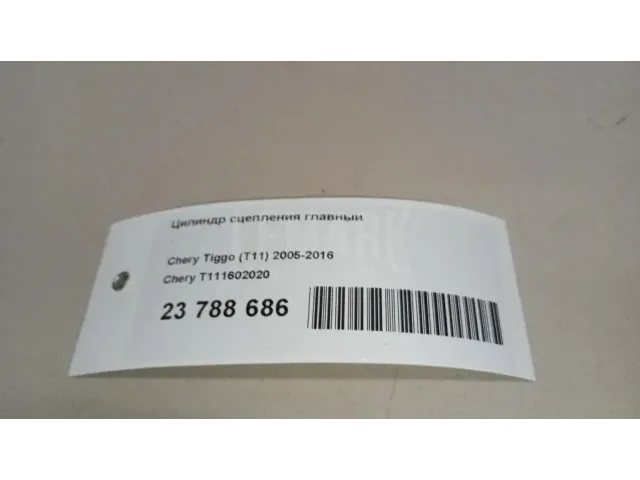 Цилиндр сцепления главный
Chery Tiggo (T11) 2005-2016
Chery T111602020
23 788 686